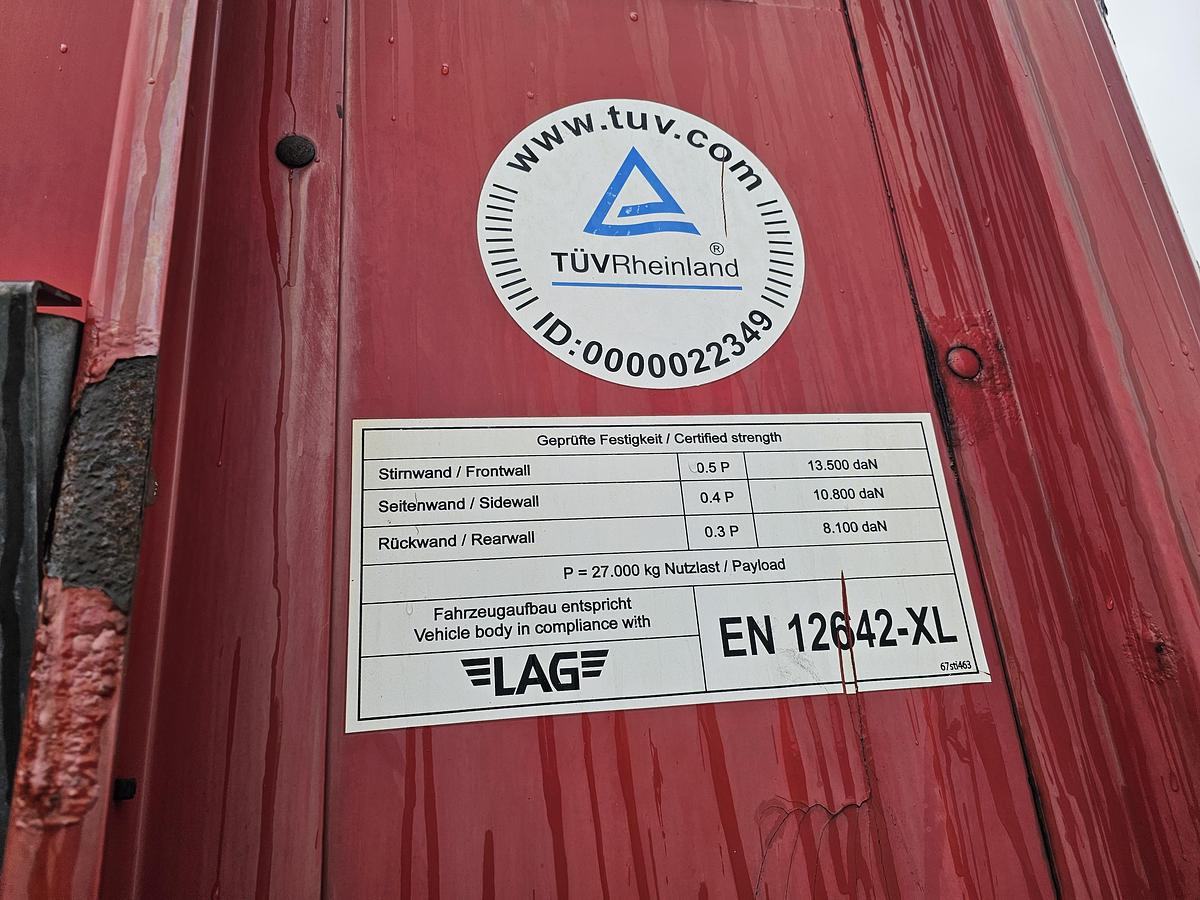 www.tuv.com
TÜVRheinland®
ID:0000022349
Geprüfte Festigkeit / Certified strength
Stirnwand / Frontwall 0.5 P 13.500 daN
Seitenwand / Sidewall 0.4 P 10.800 daN
Rückwand / Rearwall 0.3 P 8.100 daN
P = 27.000 kg Nutzlast / Payload
Fahrzeugaufbau entspricht
Vehicle body in compliance with
LAG
EN 12642-XL
67sti463